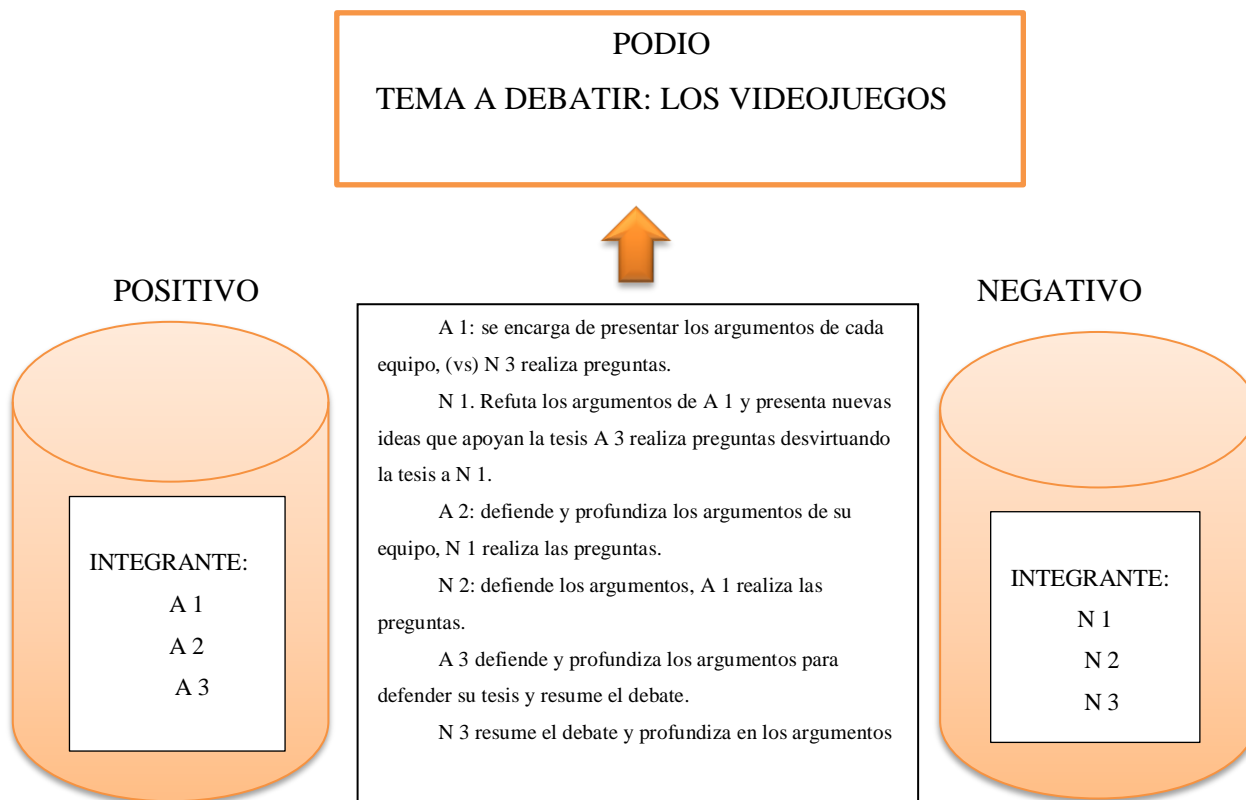 PODIO
TEMA A DEBATIR: LOS VIDEOJUEGOS
POSITIVO
NEGATIVO
A 1: se encarga de presentar los argumentos de cada
equipo, (vs) N 3 realiza preguntas.
N 1. Refuta los argumentos de A 1 y presenta nuevas
ideas que apoyan la tesis A 3 realiza preguntas desvirtuando
la tesis a N 1.
A 2: defiende y profundiza los argumentos de su
equipo, N 1 realiza las preguntas.
N 2: defiende los argumentos, A 1 realiza las
preguntas.
A 3 defiende y profundiza los argumentos para
defender su tesis y resume el debate.
N 3 resume el debate y profundiza en los argumentos
INTEGRANTE:
A 1
A 2
A 3
INTEGRANTE:
N 1
N 2
N 3